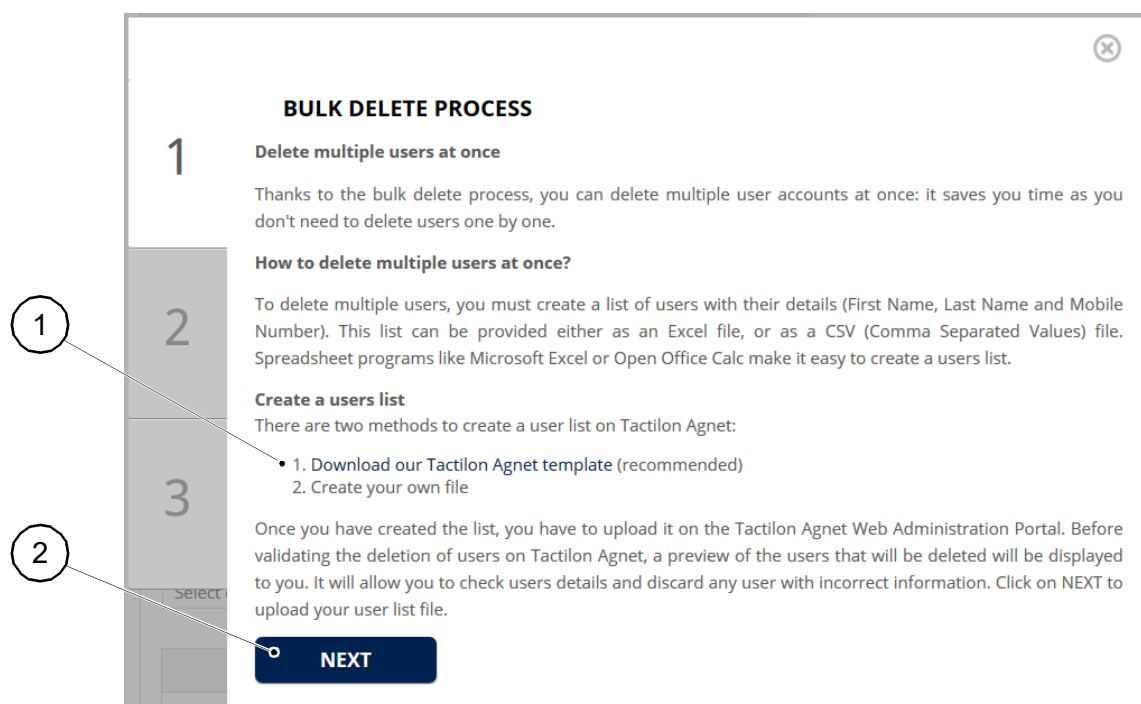 BULK DELETE PROCESS
1
Delete multiple users at once
Thanks to the bulk delete process, you can delete multiple user accounts at once: it saves you time as you
don't need to delete users one by one.
How to delete multiple users at once?
1
2
To delete multiple users, you must create a list of users with their details (First Name, Last Name and Mobile
Number). This list can be provided either as an Excel file, or as a CSV (Comma Separated Values) file.
Spreadsheet programs like Microsoft Excel or Open Office Calc make it easy to create a users list.
Create a users list
There are two methods to create a user list on Tactilon Agnet:
1. Download our Tactilon Agnet template (recommended)
2. Create your own file
3
2
Once you have created the list, you have to upload it on the Tactilon Agnet Web Administration Portal. Before
validating the deletion of users on Tactilon Agnet, a preview of the users that will be deleted will be displayed
to you. It will allow you to check users details and discard any user with incorrect information. Click on NEXT to
upload your user list file.
Select
NEXT